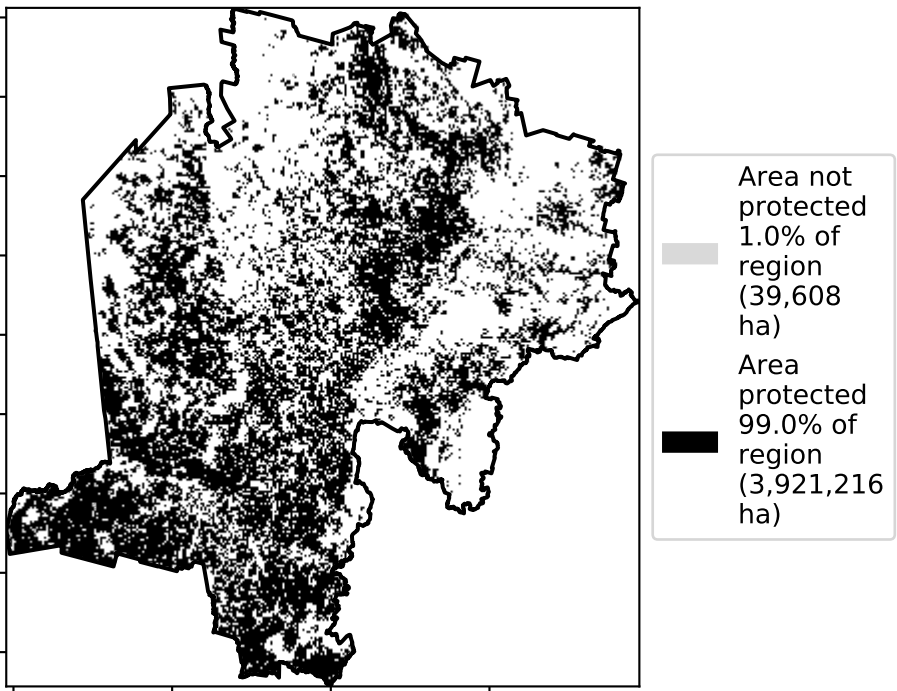 Area not
protected
1.0% of
region
(39,608
ha)
Area
protected
99.0% of
region
(3,921,216
ha)